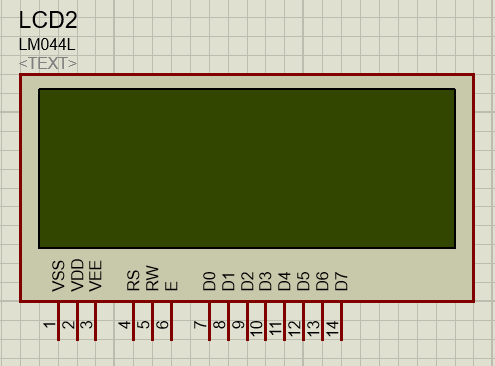 LCD2
LM044L
<TEXT>
VSS VDD VEE RS RW E D0 D1 D2 D3 D4 D5 D6 D7
1 2 3 4 5 6 7 8 9 10 11 12 13 14